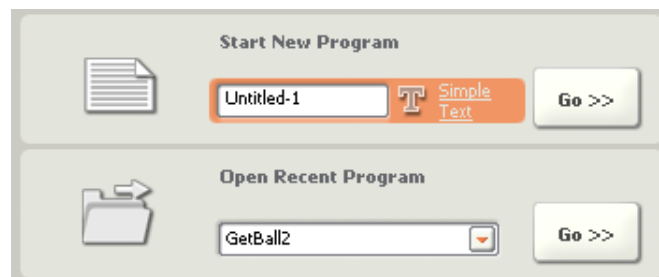 Start New Program
Untitled-1
T
Simple
Text
Go >>
Open Recent Program
GetBall2
Go >>